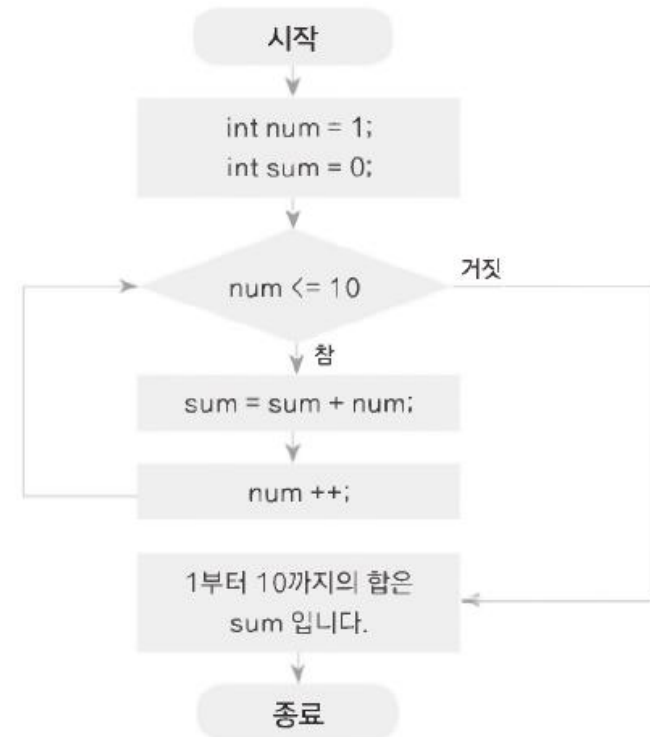 시작
int num = 1;
int sum = 0;
num <= 10
거짓
참
sum = sum + num;
num ++;
1부터 10까지의 합은
sum 입니다.
종료